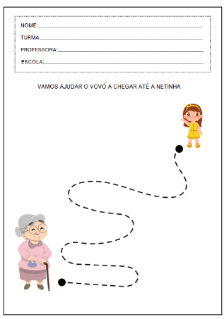 NOME:
TURMA:
PROFESSORA:
ESCOLA:
VAMOS AJUDAR O VOVÓ A CHEGAR ATÉ A NETINHA